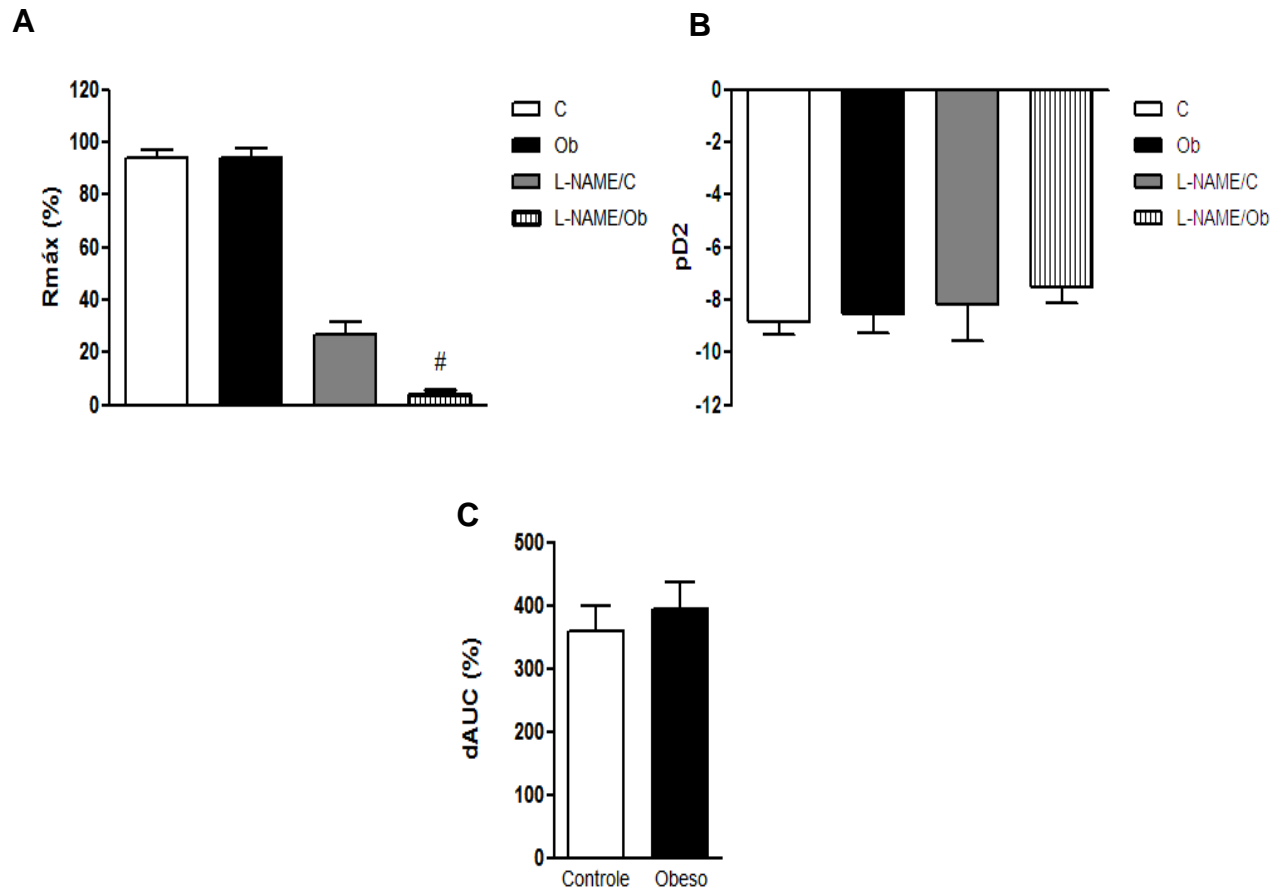 A
B
Rmáx (%)
120
100
80
60
40
20
0
#
C
Ob
L-NAME/C
L-NAME/Ob
pD2
0
-2
-4
-6
-8
-10
-12
C
Ob
L-NAME/C
L-NAME/Ob
C
dAUC (%)
500
400
300
200
100
0
Controle
Obeso